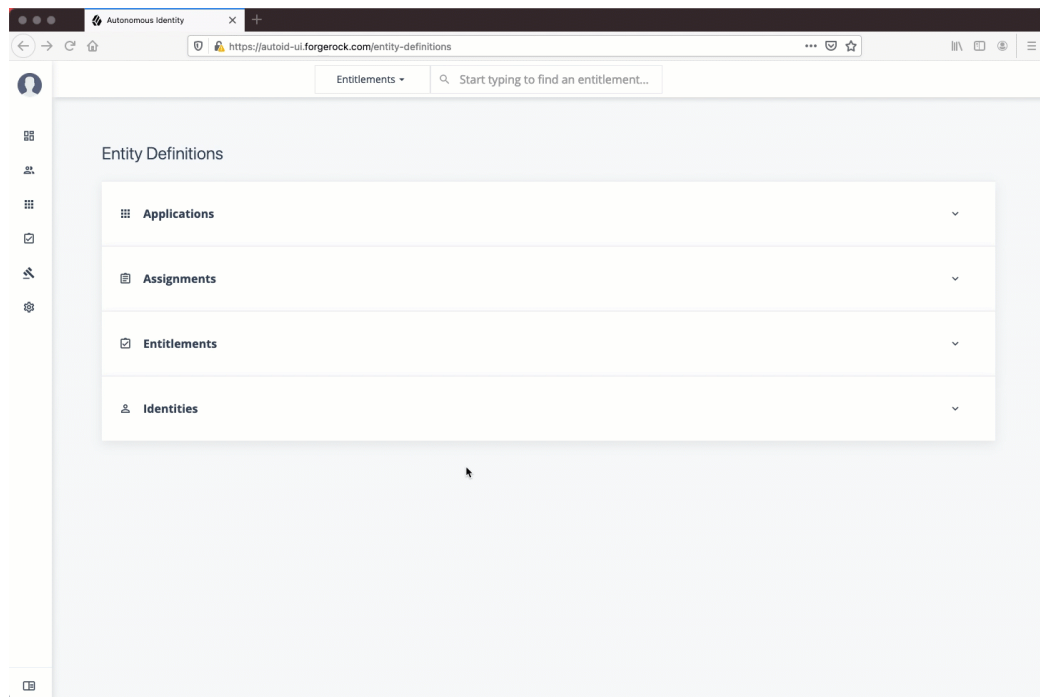 Autonomous Identity
https://autoid-ui.forgerock.com/entity-definitions
Entitlements
Start typing to find an entitlement...
Entity Definitions
Applications
Assignments
Entitlements
Identities